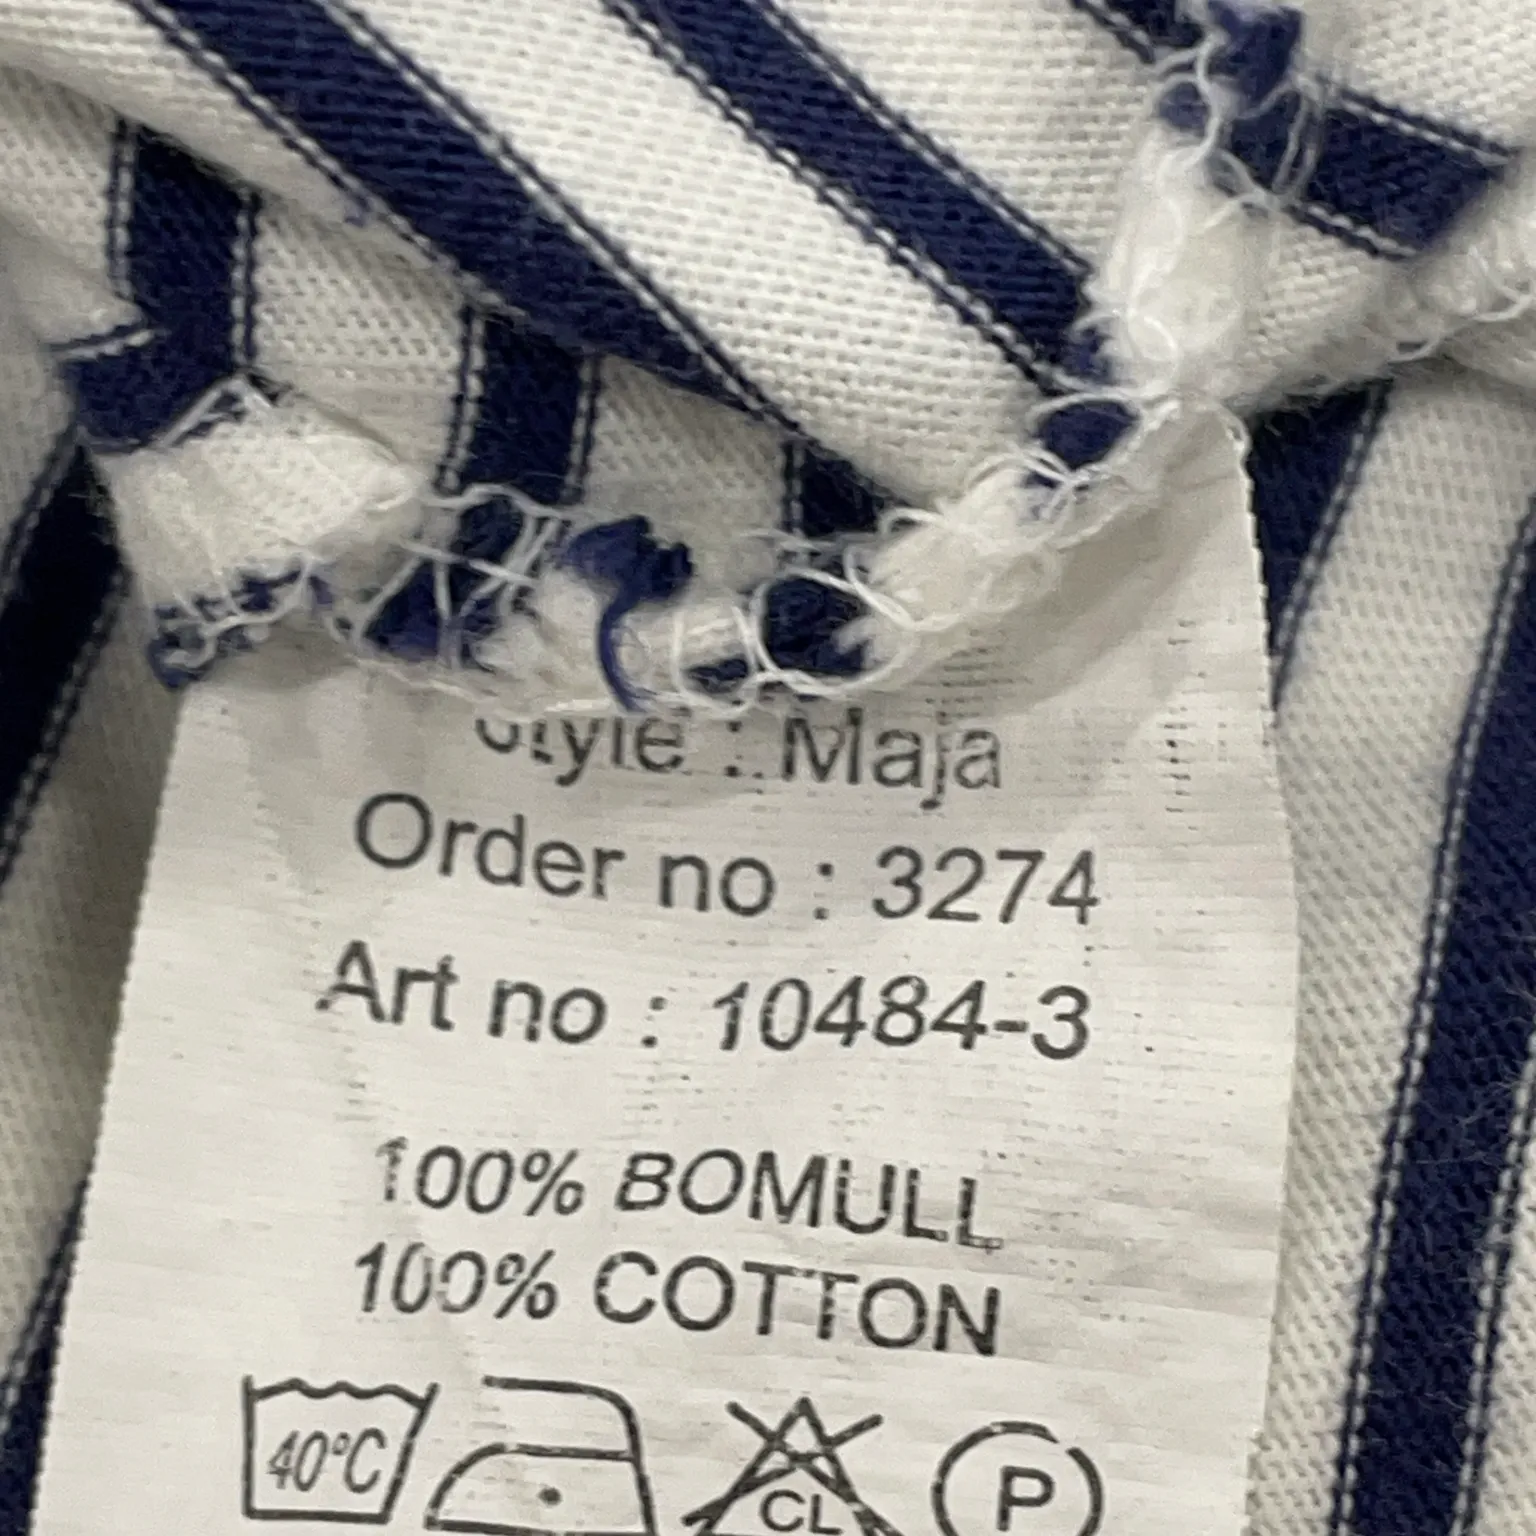 Style : Maja
Order no : 3274
Art no : 10484-3
100% BOMULL
100% COTTON
40°C CL P